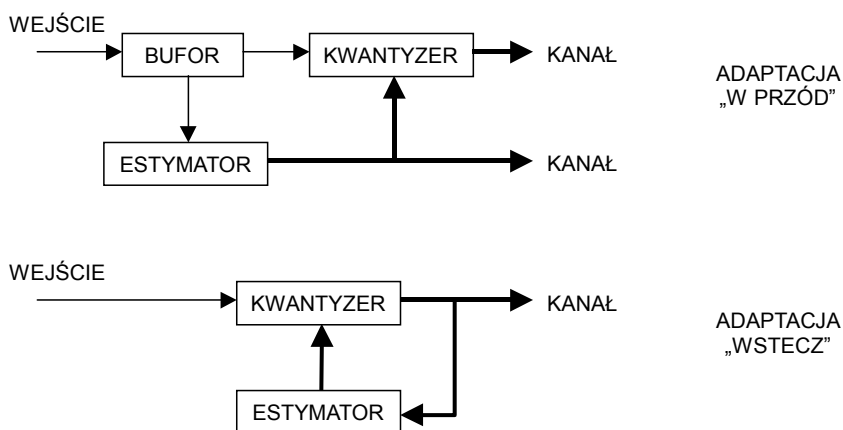 WEJŚCIE
BUFOR
KWANTYZER
KANAŁ
ADAPTACJA
„W PRZÓD”
ESTYMATOR
KANAŁ
WEJŚCIE
KWANTYZER
KANAŁ
ADAPTACJA
„WSTECZ”
ESTYMATOR